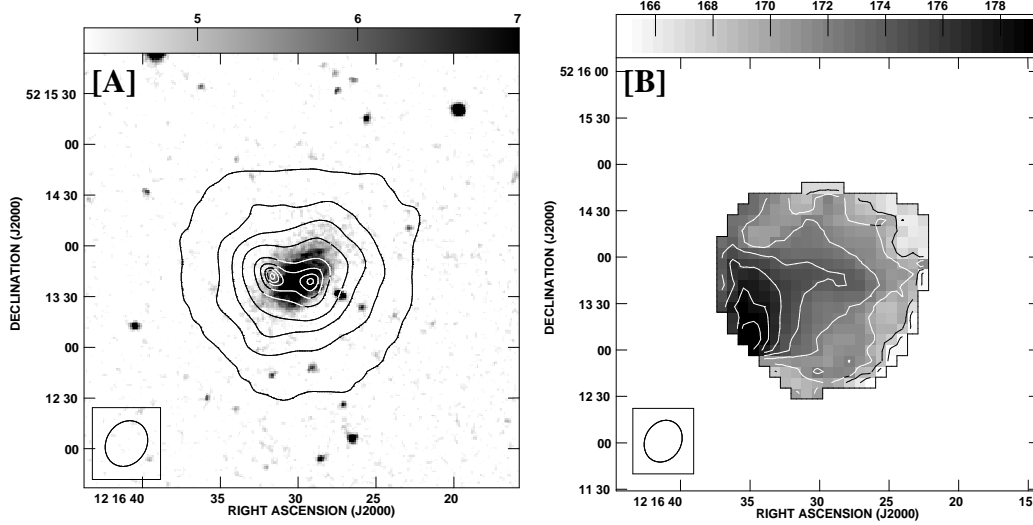 5 6 7
[A]
52 15 30
00
14 30
00
13 30
00
12 30
00
DECLINATION (J2000)
12 16 40 30 20
RIGHT ASCENSION (J2000)
166 168 170 172 174 176 178
[B]
52 16 00
15 30
00
14 30
00
13 30
00
12 30
00
11 30
DECLINATION (J2000)
12 16 40 35 30 25 20 15
RIGHT ASCENSION (J2000)